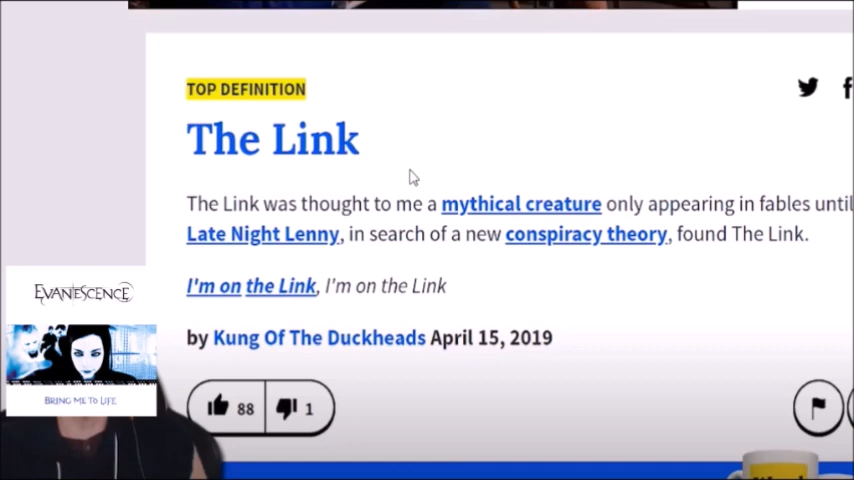 TOP DEFINITION
The Link
The Link was thought to me a mythical creature only appearing in fables until
Late Night Lenny, in search of a new conspiracy theory, found The Link.
I'm on the Link, I'm on the Link
by Kung Of The Duckheads April 15, 2019
88 1
EVANESCENCE
BRING ME TO LIFE